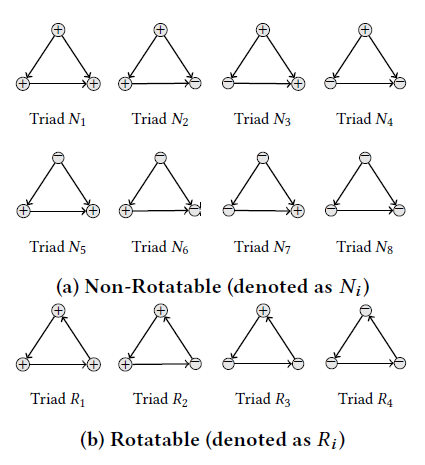 + + + +
+ + + − − + − −
Triad N₁ Triad N₂ Triad N₃ Triad N₄
− − − −
+ + + − − + − −
Triad N₅ Triad N₆ Triad N₇ Triad N₈
(a) Non-Rotatable (denoted as Nᵢ)
+ + + −
+ + + − − − − −
Triad R₁ Triad R₂ Triad R₃ Triad R₄
(b) Rotatable (denoted as Rᵢ)